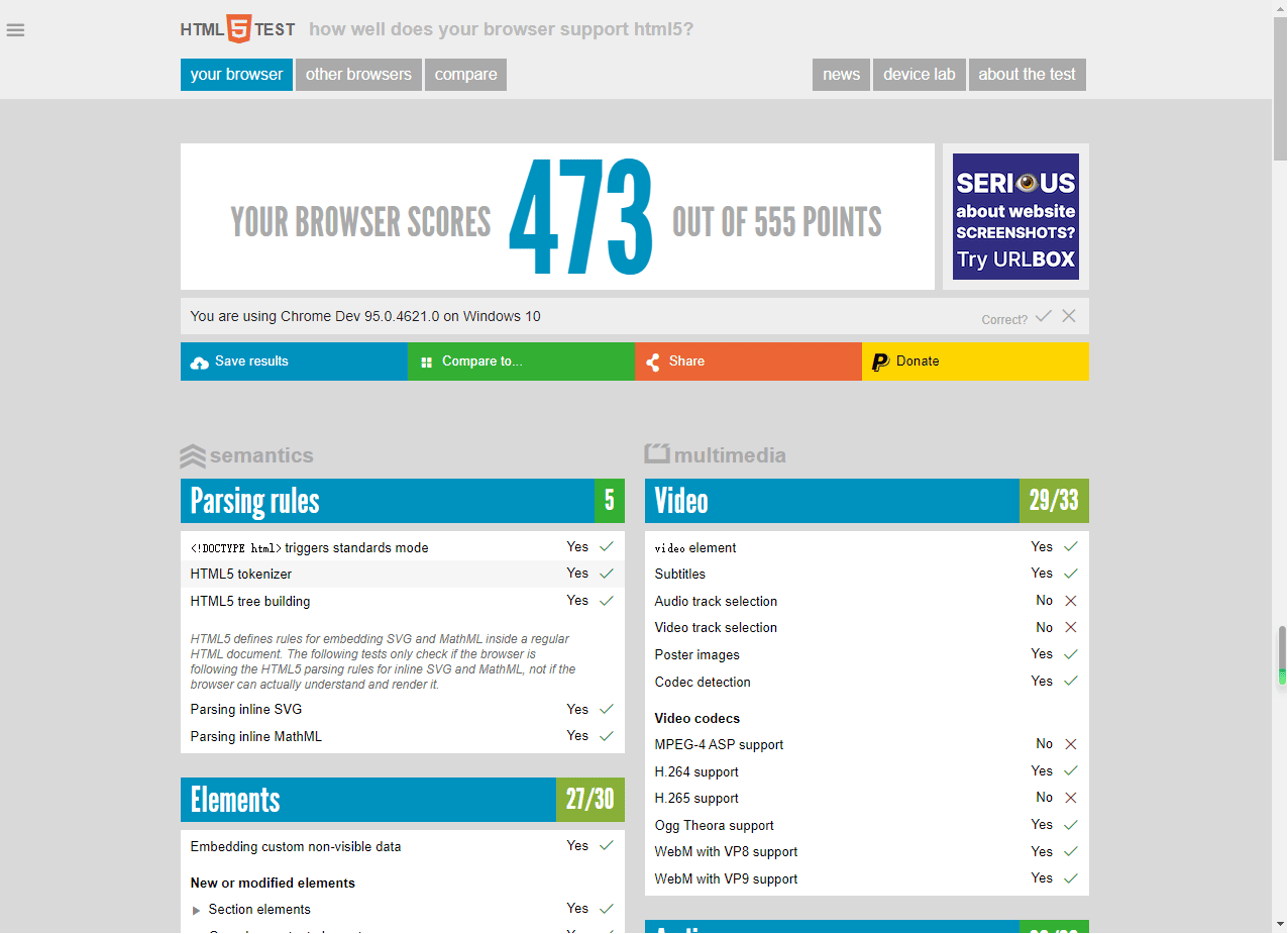 HTML 5 TEST how well does your browser support html5?
your browser other browsers compare news device lab about the test
YOUR BROWSER SCORES 473 OUT OF 555 POINTS
SERIOUS
about website
SCREENSHOTS?
Try URLBOX
You are using Chrome Dev 95.0.4621.0 on Windows 10 Correct?
Save results Compare to... Share Donate
semantics
Parsing rules 5
<!DOCTYPE html> triggers standards mode Yes
HTML5 tokenizer Yes
HTML5 tree building Yes
HTML5 defines rules for embedding SVG and MathML inside a regular
HTML document. The following tests only check if the browser is
following the HTML5 parsing rules for inline SVG and MathML, not if the
browser can actually understand and render it.
Parsing inline SVG Yes
Parsing inline MathML Yes
Elements 27/30
Embedding custom non-visible data Yes
New or modified elements
Section elements Yes
multimedia
Video 29/33
video element Yes
Subtitles Yes
Audio track selection No
Video track selection No
Poster images Yes
Codec detection Yes
Video codecs
MPEG-4 ASP support No
H.264 support Yes
H.265 support No
Ogg Theora support Yes
WebM with VP8 support Yes
WebM with VP9 support Yes